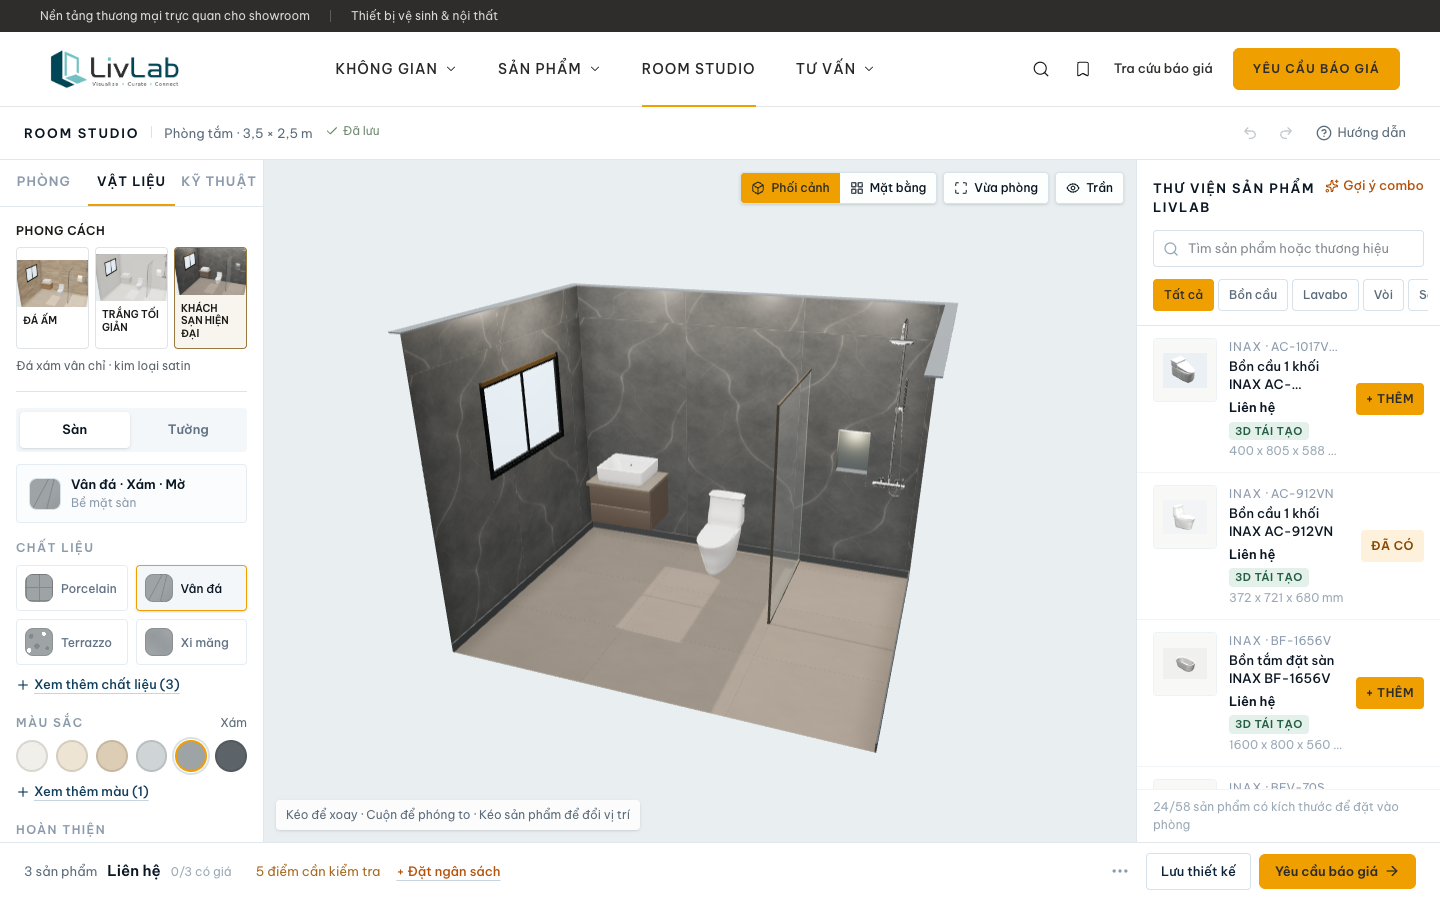 Nền tảng thương mại trực quan cho showroom
Thiết bị vệ sinh & nội thất
LivLab
Visualize • Curate • Connect
KHÔNG GIAN
SẢN PHẨM
ROOM STUDIO
TƯ VẤN
Tra cứu báo giá
YÊU CẦU BÁO GIÁ
ROOM STUDIO
Phòng tắm · 3,5 × 2,5 m
Đã lưu
Hướng dẫn
PHÒNG
VẬT LIỆU
KỸ THUẬT
PHONG CÁCH
ĐÁ ẤM
TRẮNG TỐI
GIẢN
KHÁCH
SẠN HIỆN
ĐẠI
Đá xám vân chỉ · kim loại satin
Sàn
Tường
Vân đá · Xám · Mờ
Bề mặt sàn
CHẤT LIỆU
Porcelain
Vân đá
Terrazzo
Xi măng
+ Xem thêm chất liệu (3)
MÀU SẮC
Xám
+ Xem thêm màu (1)
HOÀN THIỆN
Phối cảnh
Mặt bằng
Vừa phòng
Trần
Kéo để xoay · Cuộn để phóng to · Kéo sản phẩm để đổi vị trí
THƯ VIỆN SẢN PHẨM
LIVLAB
Gợi ý combo
Tìm sản phẩm hoặc thương hiệu
Tất cả
Bồn cầu
Lavabo
Vòi
INAX · AC-1017V...
Bồn cầu 1 khối
INAX AC-...
Liên hệ
3D TÁI TẠO
400 x 805 x 588 ...
+ THÊM
INAX · AC-912VN
Bồn cầu 1 khối
INAX AC-912VN
Liên hệ
3D TÁI TẠO
372 x 721 x 680 mm
ĐÃ CÓ
INAX · BF-1656V
Bồn tắm đặt sàn
INAX BF-1656V
Liên hệ
3D TÁI TẠO
1600 x 800 x 560 ...
+ THÊM
INAX · BFV-70S
24/58 sản phẩm có kích thước để đặt vào
phòng
3 sản phẩm
Liên hệ
0/3 có giá
5 điểm cần kiểm tra
+ Đặt ngân sách
Lưu thiết kế
Yêu cầu báo giá